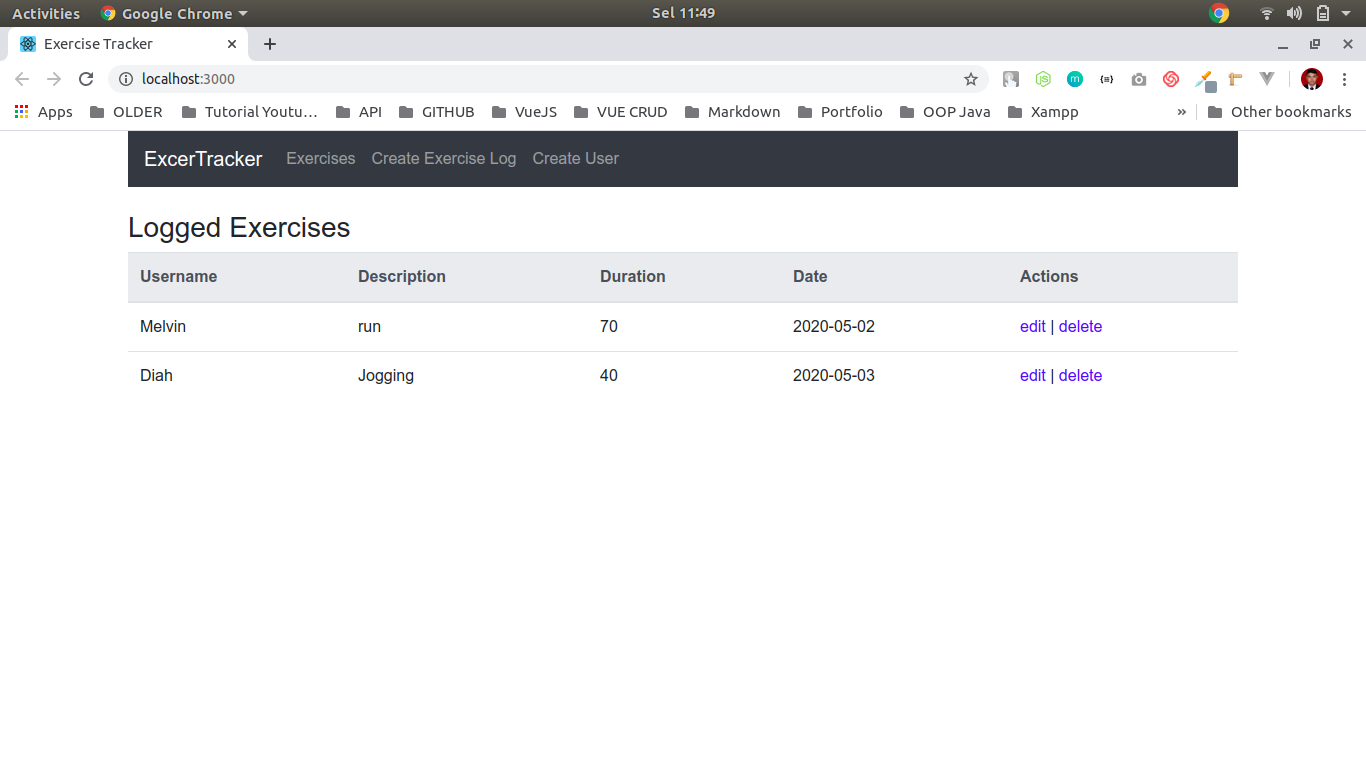 Activities Google Chrome Sel 11:49
Exercise Tracker
localhost:3000
Apps OLDER Tutorial Youtu… API GITHUB VueJS VUE CRUD Markdown Portfolio OOP Java Xampp » Other bookmarks
ExcerTracker Exercises Create Exercise Log Create User
Logged Exercises
Username Description Duration Date Actions
Melvin run 70 2020-05-02 edit | delete
Diah Jogging 40 2020-05-03 edit | delete